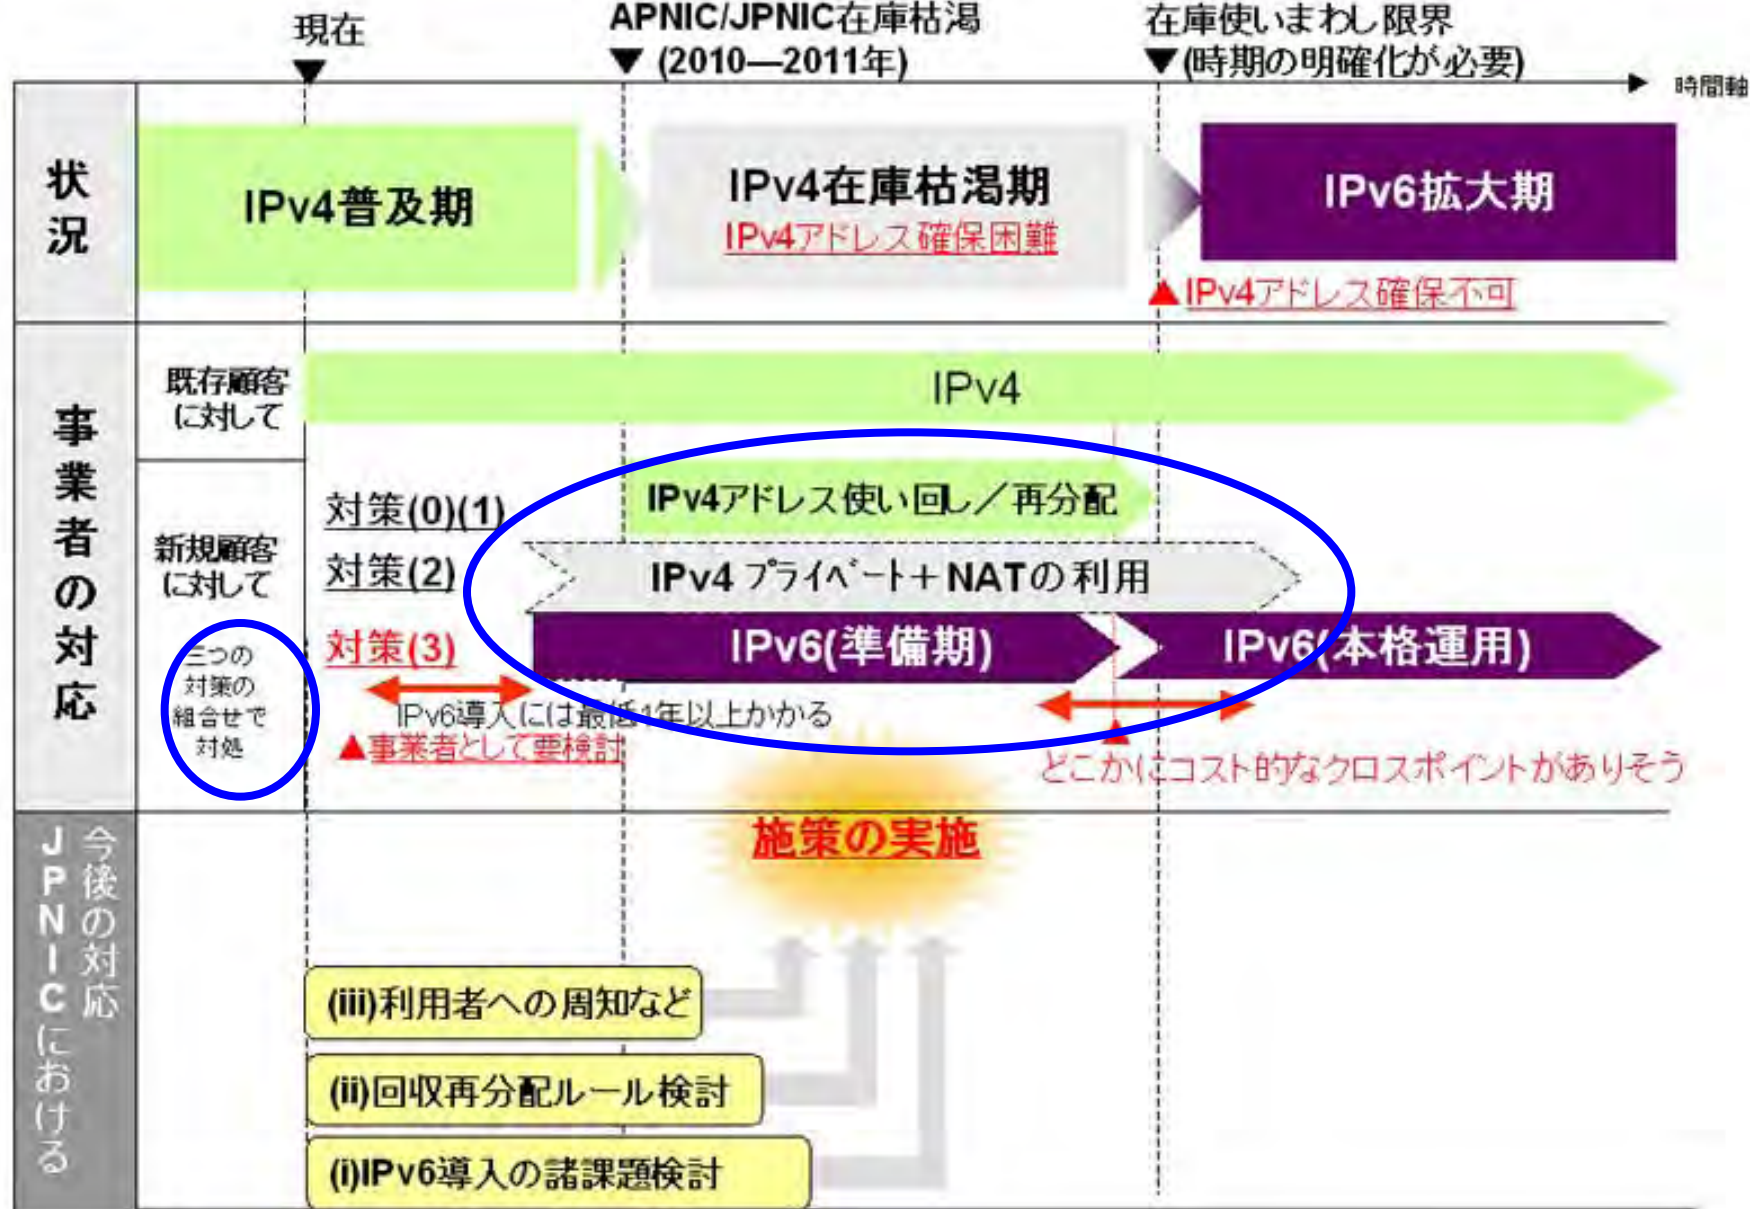 現在
APNIC/JPNIC在庫枯渇
(2010―2011年)
在庫使いまわし限界
(時期の明確化が必要)
時間軸
状況
IPv4普及期
IPv4在庫枯渇期
IPv4アドレス確保困難
IPv6拡大期
▲IPv4アドレス確保不可
事業者の対応
既存顧客
に対して
IPv4
新規顧客
に対して
三つの
対策の
組合せで
対処
対策(0)(1)
IPv4アドレス使い回し／再分配
対策(2)
IPv4 プライベート＋NATの利用
対策(3)
IPv6(準備期)
IPv6(本格運用)
IPv6導入には最低1年以上かかる
▲事業者として要検討
どこかにコスト的なクロスポイントがありそう
JPNICにおける
今後の対応
施策の実施
(iii)利用者への周知など
(ii)回収再分配ルール検討
(i)IPv6導入の諸課題検討